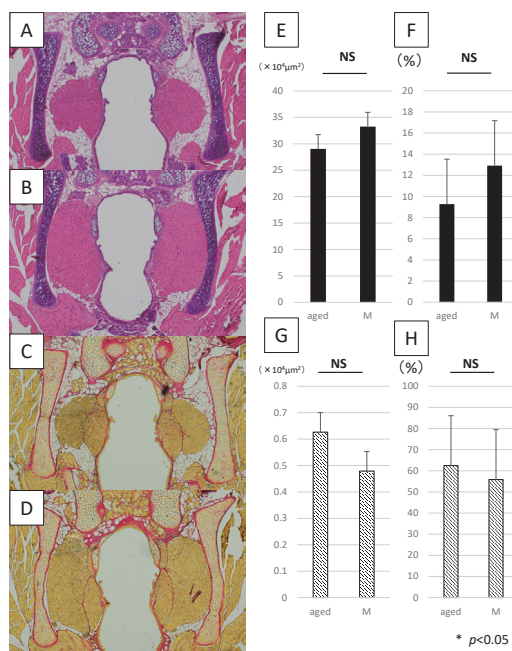 A
B
C
D
E
(×10⁴μm²)
NS
40
35
30
25
20
15
10
5
0
aged
M
F
(%)
NS
20
18
16
14
12
10
8
6
4
2
0
aged
M
G
(×10⁴μm²)
NS
0.8
0.7
0.6
0.5
0.4
0.3
0.2
0.1
0
aged
M
H
(%)
NS
100
90
80
70
60
50
40
30
20
10
0
aged
M
* p<0.05